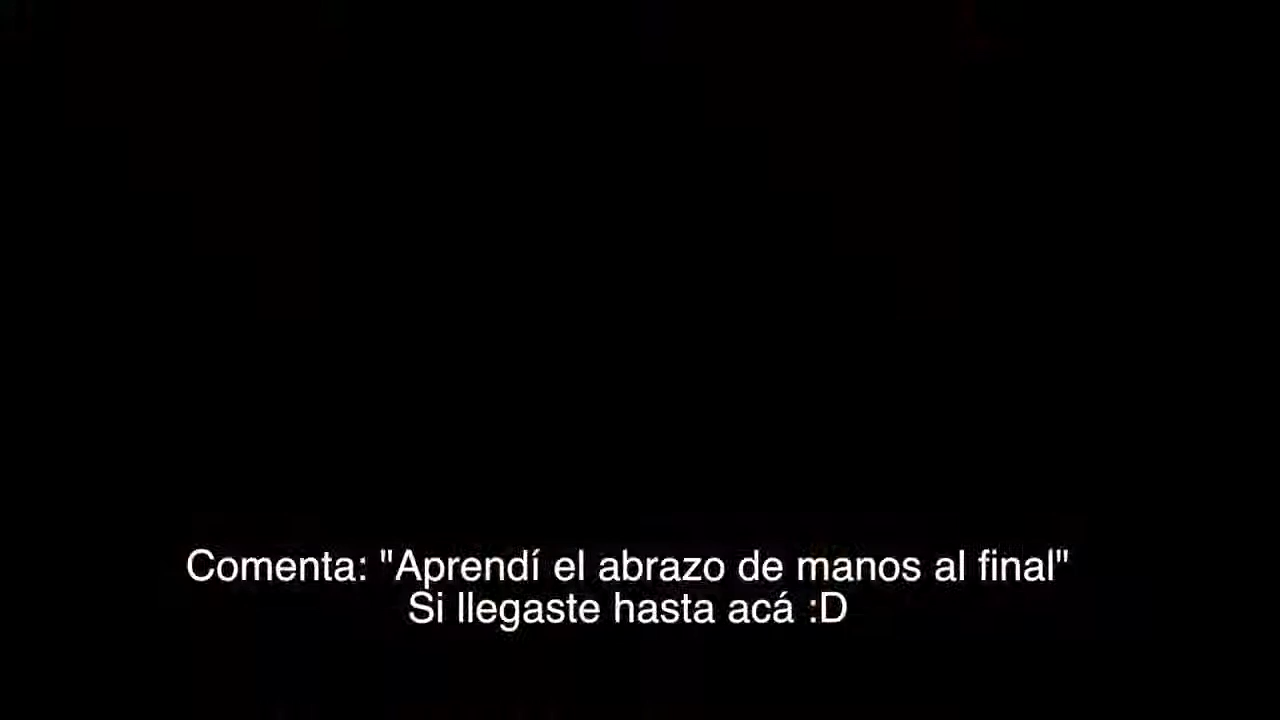 Comenta: "Aprendí el abrazo de manos al final"
Si llegaste hasta acá :D